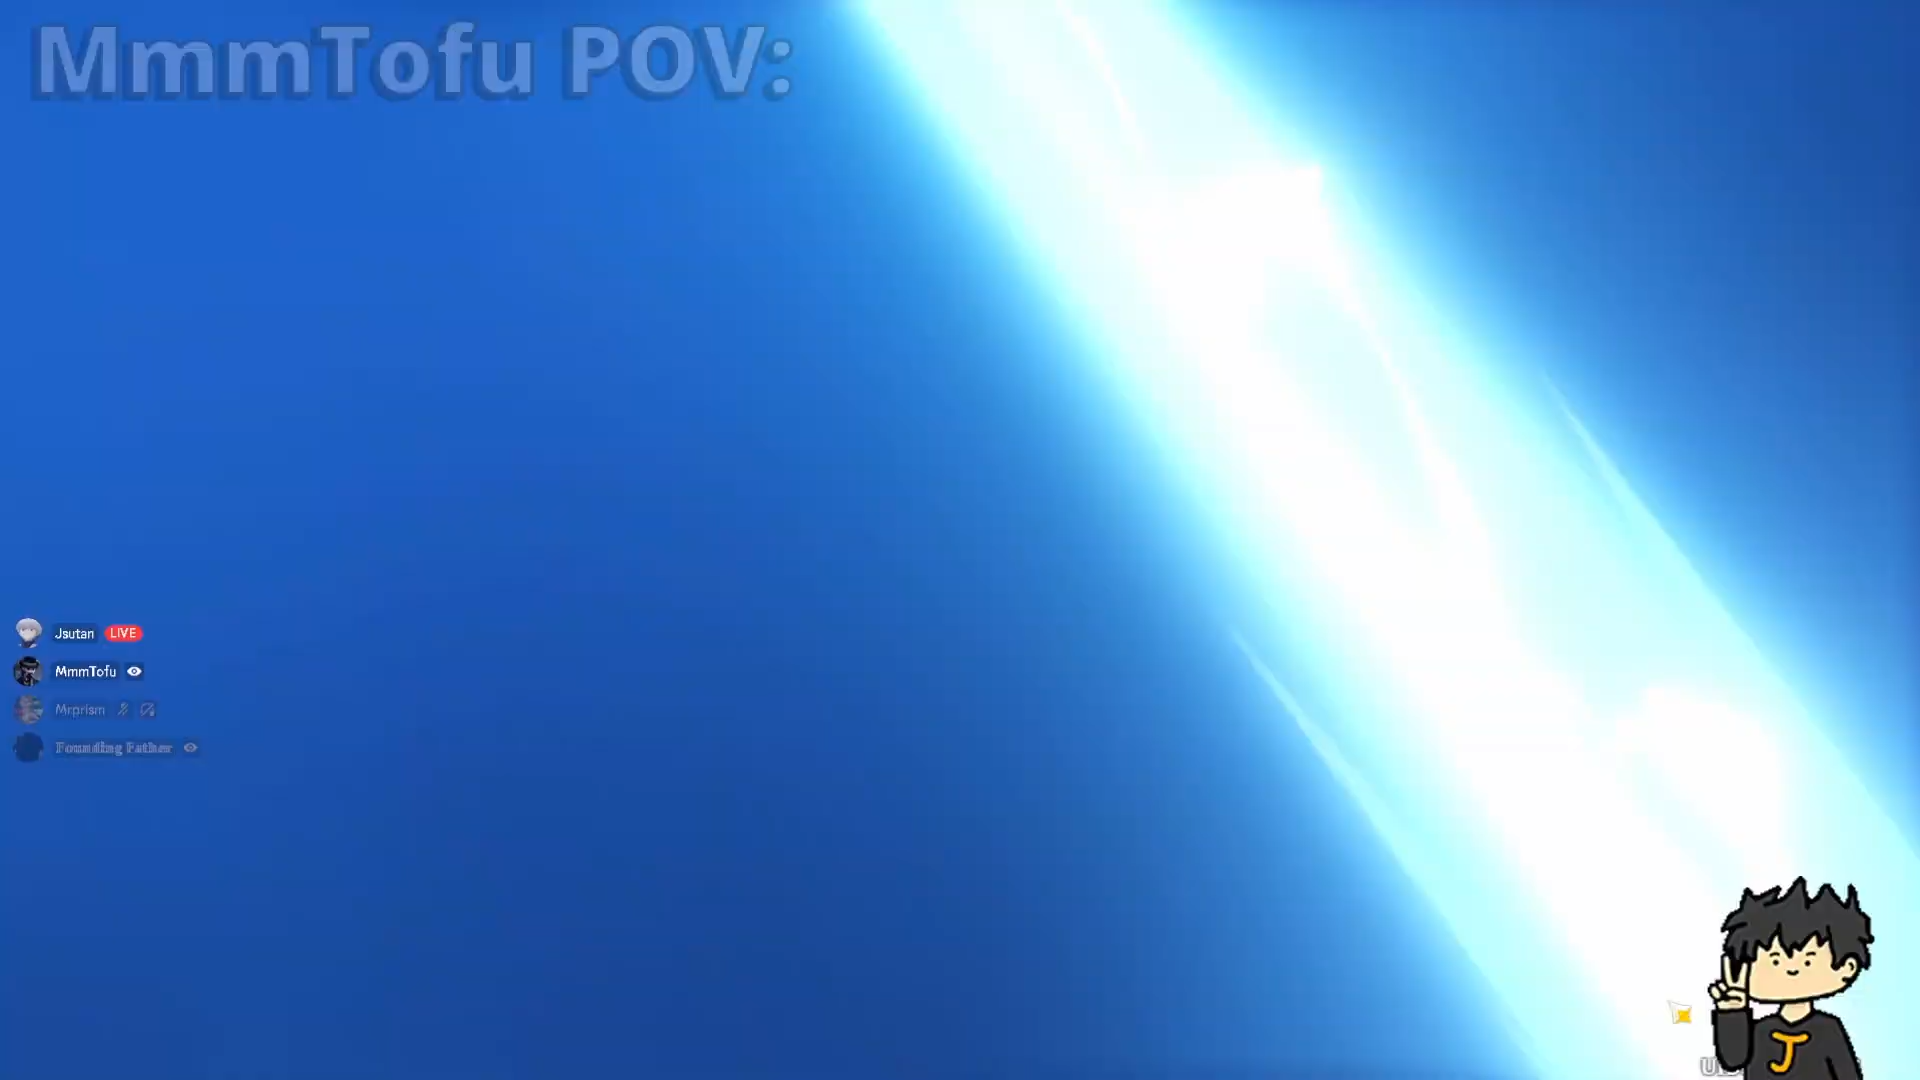 MmmTofu POV:
Jsutan LIVE
MmmTofu
Mrprism
Founding Father
J